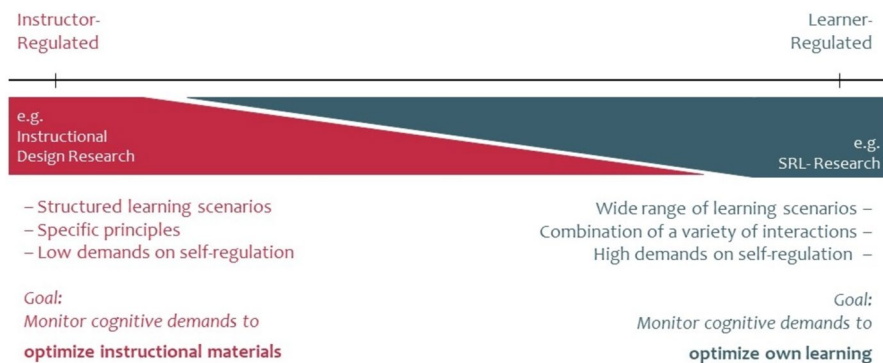 Instructor-
Regulated
Learner-
Regulated
e.g.
Instructional
Design Research
e.g.
SRL- Research
– Structured learning scenarios
– Specific principles
– Low demands on self-regulation
Wide range of learning scenarios –
Combination of a variety of interactions –
High demands on self-regulation –
Goal:
Monitor cognitive demands to
optimize instructional materials
Goal:
Monitor cognitive demands to
optimize own learning